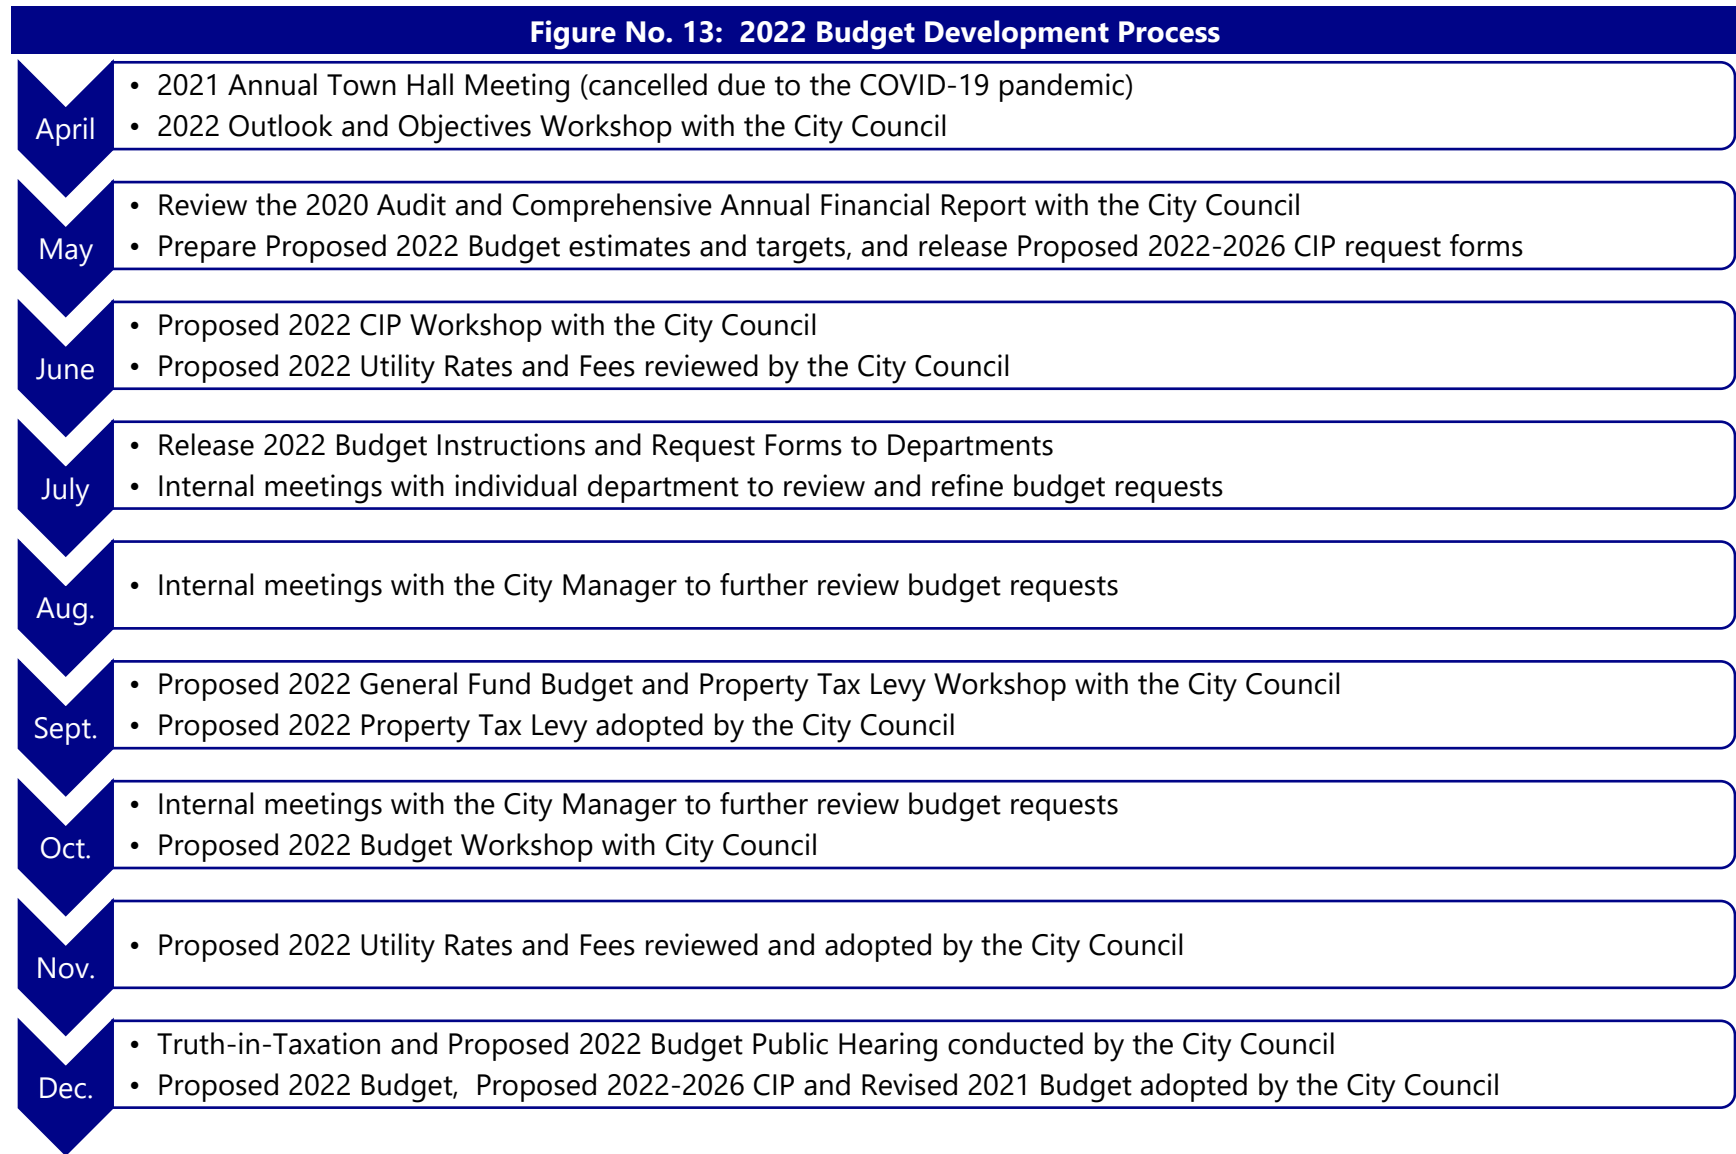 Figure No. 13: 2022 Budget Development Process
April
• 2021 Annual Town Hall Meeting (cancelled due to the COVID-19 pandemic)
• 2022 Outlook and Objectives Workshop with the City Council
May
• Review the 2020 Audit and Comprehensive Annual Financial Report with the City Council
• Prepare Proposed 2022 Budget estimates and targets, and release Proposed 2022-2026 CIP request forms
June
• Proposed 2022 CIP Workshop with the City Council
• Proposed 2022 Utility Rates and Fees reviewed by the City Council
July
• Release 2022 Budget Instructions and Request Forms to Departments
• Internal meetings with individual department to review and refine budget requests
Aug.
• Internal meetings with the City Manager to further review budget requests
Sept.
• Proposed 2022 General Fund Budget and Property Tax Levy Workshop with the City Council
• Proposed 2022 Property Tax Levy adopted by the City Council
Oct.
• Internal meetings with the City Manager to further review budget requests
• Proposed 2022 Budget Workshop with City Council
Nov.
• Proposed 2022 Utility Rates and Fees reviewed and adopted by the City Council
Dec.
• Truth-in-Taxation and Proposed 2022 Budget Public Hearing conducted by the City Council
• Proposed 2022 Budget, Proposed 2022-2026 CIP and Revised 2021 Budget adopted by the City Council